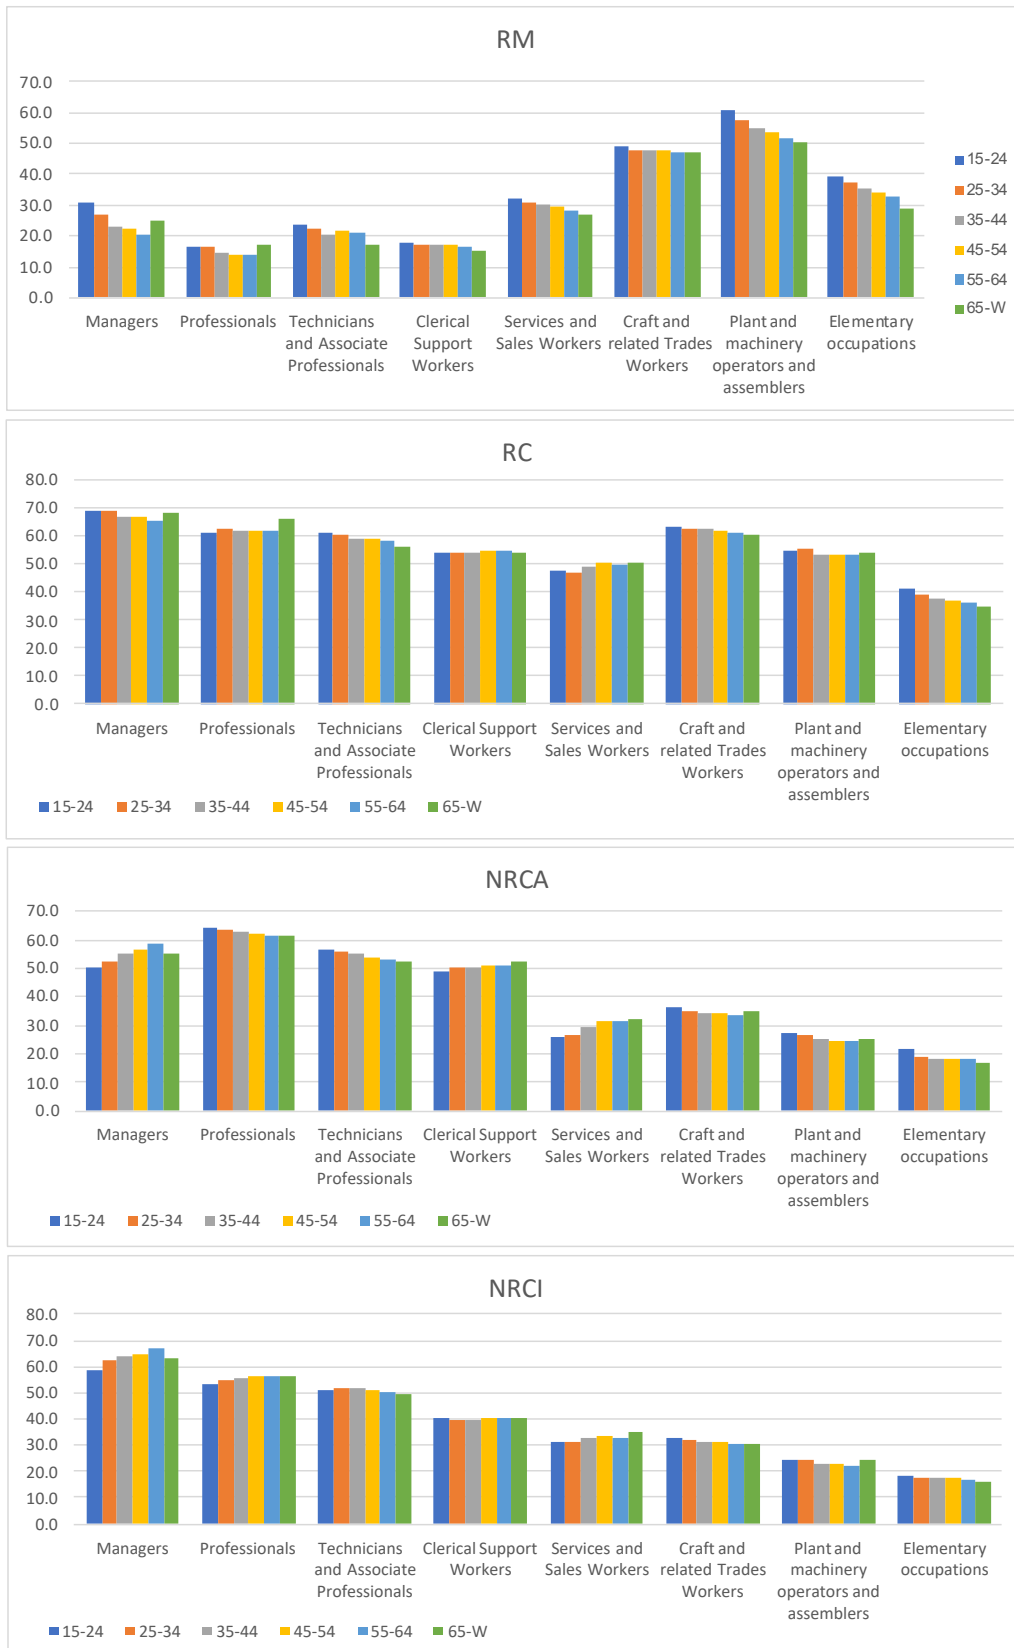 RM
70.0
60.0
50.0
40.0
30.0
20.0
10.0
0.0
Managers Professionals Technicians Clerical Services and Craft and Plant and Elementary
and Associate Support Sales Workers related Trades machinery occupations
Professionals Workers Workers operators and
assemblers
15-24
25-34
35-44
45-54
55-64
65-W
RC
80.0
70.0
60.0
50.0
40.0
30.0
20.0
10.0
0.0
Managers Professionals Technicians Clerical Support Services and Craft and Plant and Elementary
and Associate Workers Sales Workers related Trades machinery occupations
Professionals Workers operators and
assemblers
15-24 25-34 35-44 45-54 55-64 65-W
NRCA
70.0
60.0
50.0
40.0
30.0
20.0
10.0
0.0
Managers Professionals Technicians Clerical Support Services and Craft and Plant and Elementary
and Associate Workers Sales Workers related Trades machinery occupations
Professionals Workers operators and
assemblers
15-24 25-34 35-44 45-54 55-64 65-W
NRCI
80.0
70.0
60.0
50.0
40.0
30.0
20.0
10.0
0.0
Managers Professionals Technicians Clerical Support Services and Craft and Plant and Elementary
and Associate Workers Sales Workers related Trades machinery occupations
Professionals Workers operators and
assemblers
15-24 25-34 35-44 45-54 55-64 65-W